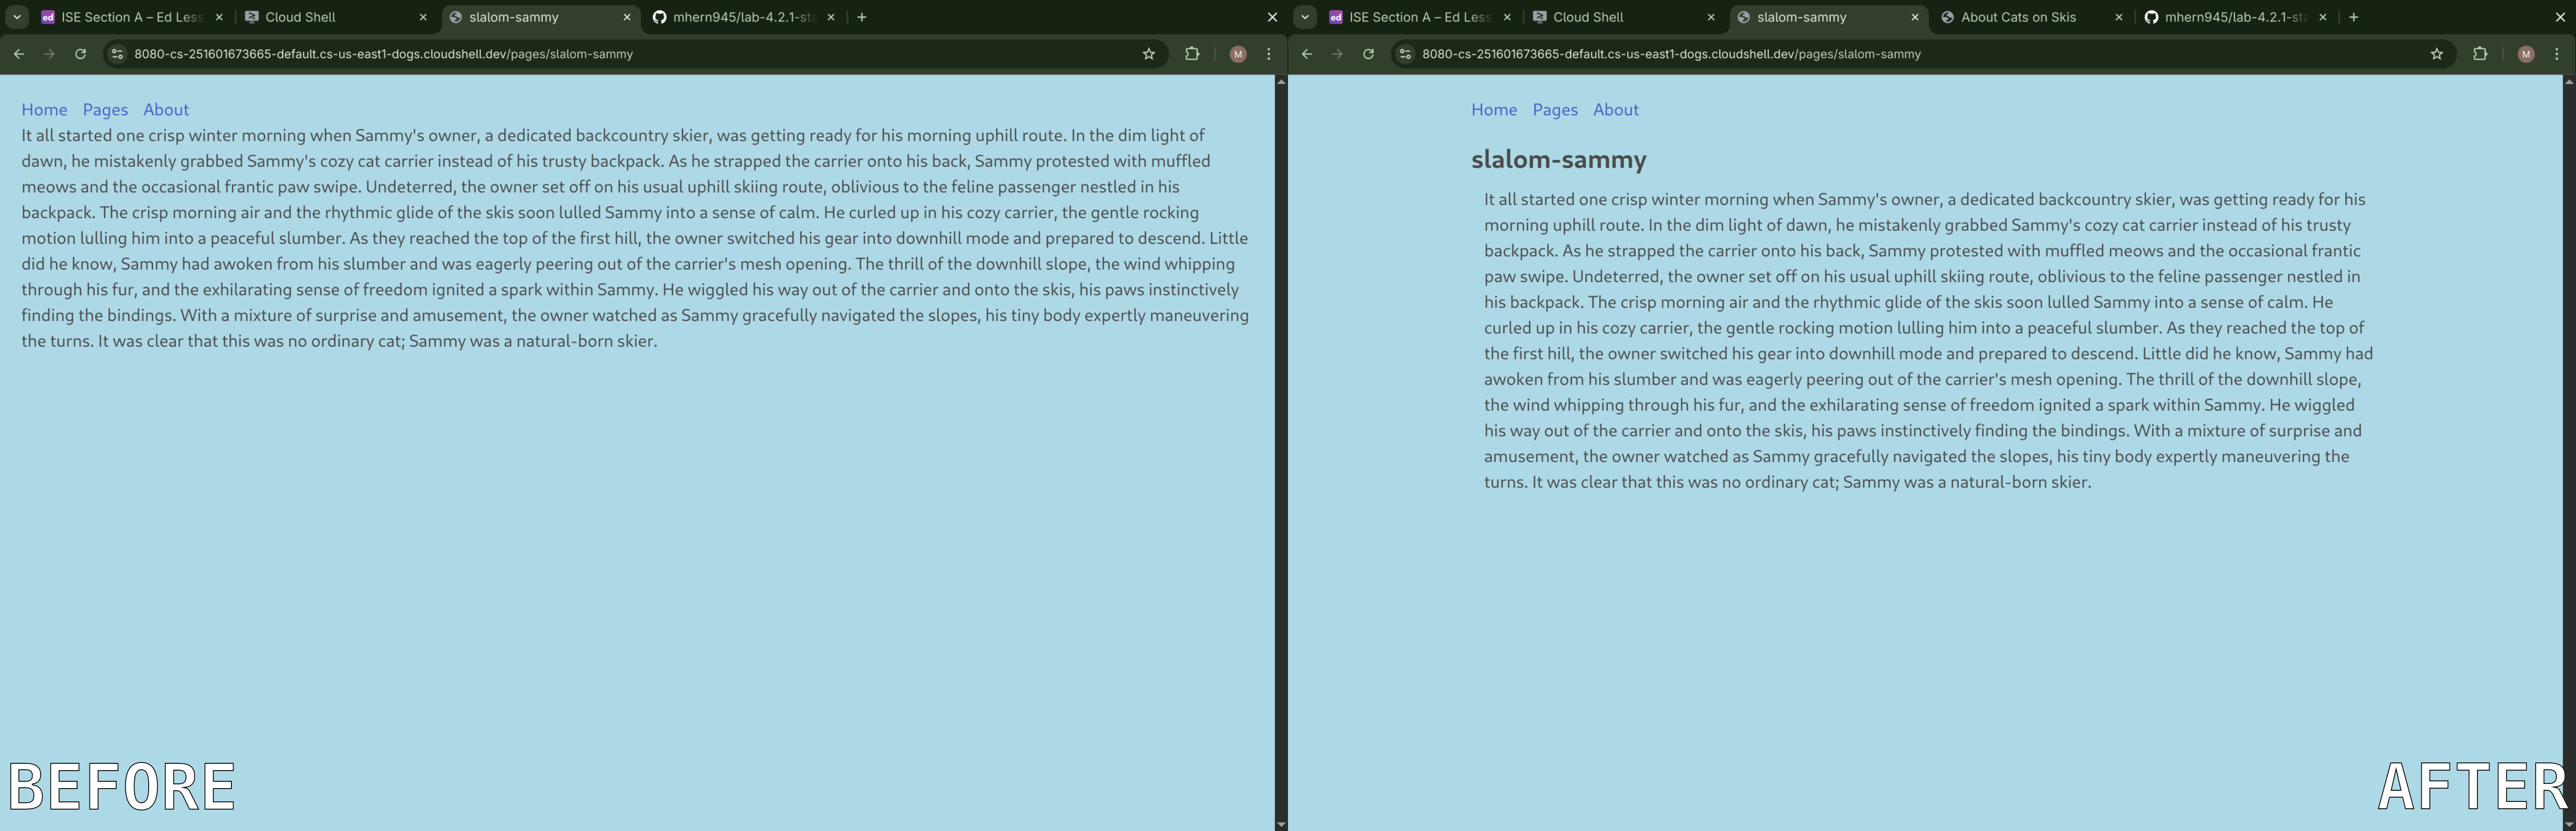 ISE Section A – Ed Less
Cloud Shell
slalom-sammy
mhern945/lab-4.2.1-sta
8080-cs-251601673665-default.cs-us-east1-dogs.cloudshell.dev/pages/slalom-sammy
M
Home Pages About
It all started one crisp winter morning when Sammy's owner, a dedicated backcountry skier, was getting ready for his morning uphill route. In the dim light of
dawn, he mistakenly grabbed Sammy's cozy cat carrier instead of his trusty backpack. As he strapped the carrier onto his back, Sammy protested with muffled
meows and the occasional frantic paw swipe. Undeterred, the owner set off on his usual uphill skiing route, oblivious to the feline passenger nestled in his
backpack. The crisp morning air and the rhythmic glide of the skis soon lulled Sammy into a sense of calm. He curled up in his cozy carrier, the gentle rocking
motion lulling him into a peaceful slumber. As they reached the top of the first hill, the owner switched his gear into downhill mode and prepared to descend. Little
did he know, Sammy had awoken from his slumber and was eagerly peering out of the carrier's mesh opening. The thrill of the downhill slope, the wind whipping
through his fur, and the exhilarating sense of freedom ignited a spark within Sammy. He wiggled his way out of the carrier and onto the skis, his paws instinctively
finding the bindings. With a mixture of surprise and amusement, the owner watched as Sammy gracefully navigated the slopes, his tiny body expertly maneuvering
the turns. It was clear that this was no ordinary cat; Sammy was a natural-born skier.
BEFORE
ed
ISE Section A – Ed Less
Cloud Shell
slalom-sammy
About Cats on Skis
mhern945/lab-4.2.1-sta
8080-cs-251601673665-default.cs-us-east1-dogs.cloudshell.dev/pages/slalom-sammy
M
Home Pages About
slalom-sammy
It all started one crisp winter morning when Sammy's owner, a dedicated backcountry skier, was getting ready for his
morning uphill route. In the dim light of dawn, he mistakenly grabbed Sammy's cozy cat carrier instead of his trusty
backpack. As he strapped the carrier onto his back, Sammy protested with muffled meows and the occasional frantic
paw swipe. Undeterred, the owner set off on his usual uphill skiing route, oblivious to the feline passenger nestled in
his backpack. The crisp morning air and the rhythmic glide of the skis soon lulled Sammy into a sense of calm. He
curled up in his cozy carrier, the gentle rocking motion lulling him into a peaceful slumber. As they reached the top of
the first hill, the owner switched his gear into downhill mode and prepared to descend. Little did he know, Sammy had
awoken from his slumber and was eagerly peering out of the carrier's mesh opening. The thrill of the downhill slope,
the wind whipping through his fur, and the exhilarating sense of freedom ignited a spark within Sammy. He wiggled
his way out of the carrier and onto the skis, his paws instinctively finding the bindings. With a mixture of surprise and
amusement, the owner watched as Sammy gracefully navigated the slopes, his tiny body expertly maneuvering the
turns. It was clear that this was no ordinary cat; Sammy was a natural-born skier.
AFTER